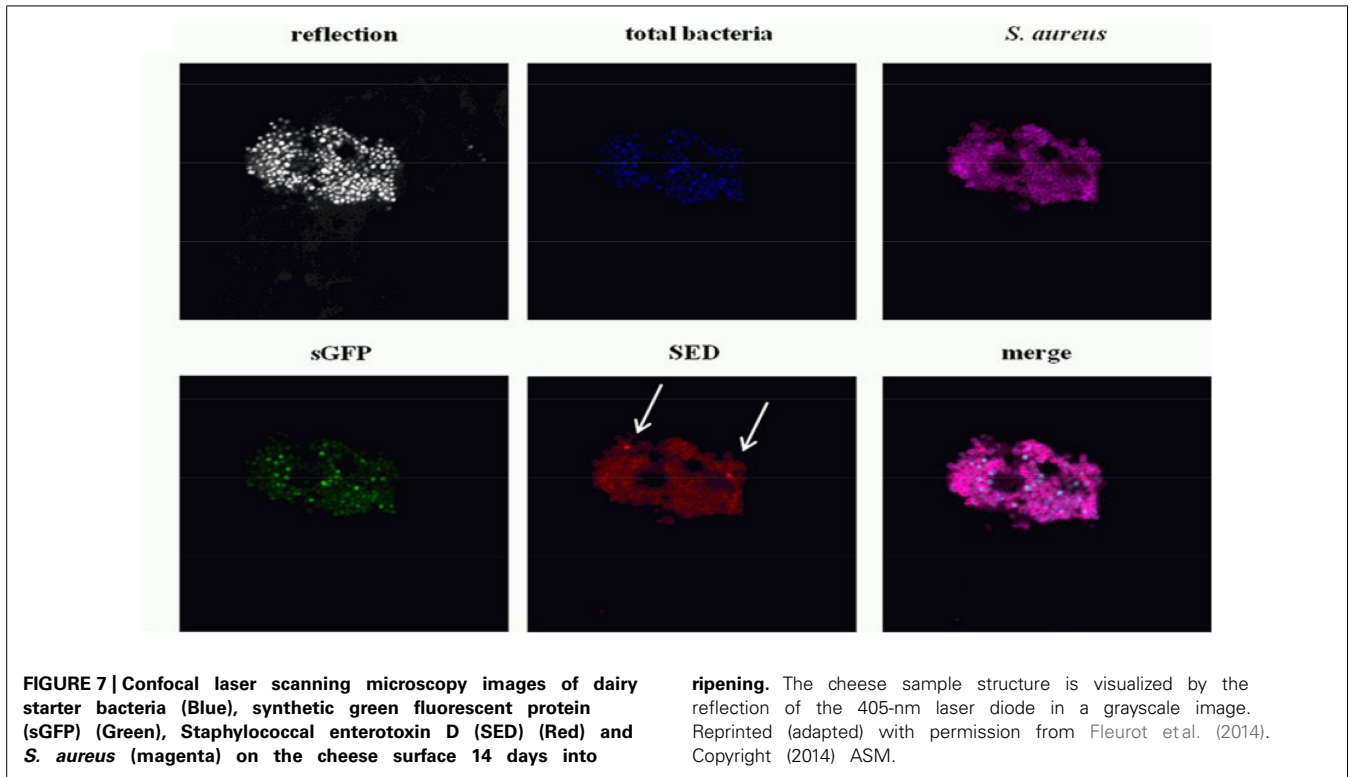 reflection
total bacteria
S. aureus
sGFP
SED
merge
FIGURE 7 | Confocal laser scanning microscopy images of dairy
starter bacteria (Blue), synthetic green fluorescent protein
(sGFP) (Green), Staphylococcal enterotoxin D (SED) (Red) and
S. aureus (magenta) on the cheese surface 14 days into
ripening. The cheese sample structure is visualized by the
reflection of the 405-nm laser diode in a grayscale image.
Reprinted (adapted) with permission from Fleurot et al. (2014).
Copyright (2014) ASM.